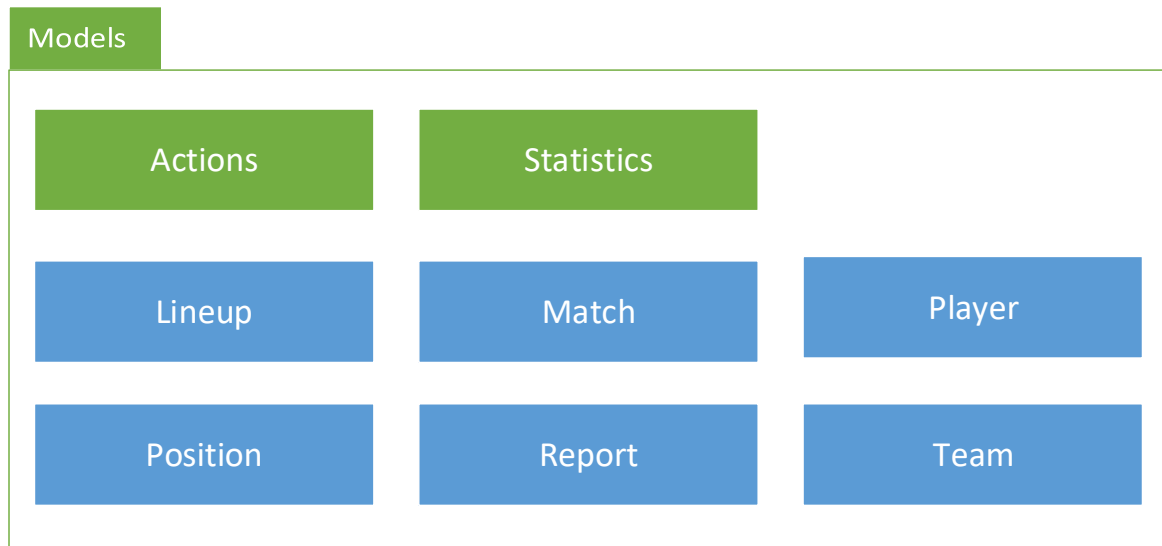 Models
Actions
Statistics
Lineup
Match
Player
Position
Report
Team